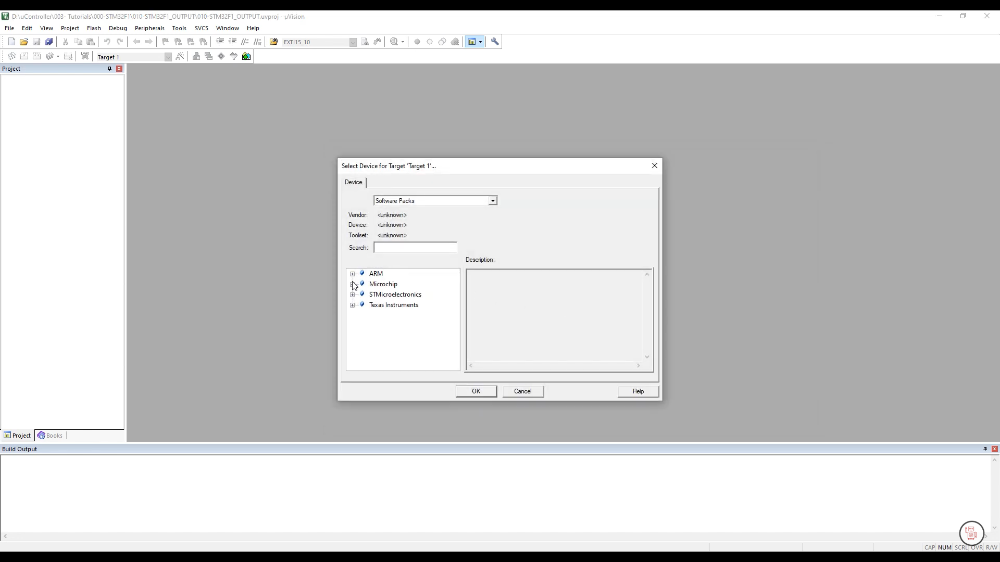 D:\uController\003- Tutorials\000-STM32F1\010-STM32F1_OUTPUT\010-STM32F1_OUTPUT.uvproj - µVision
File Edit View Project Flash Debug Peripherals Tools SVCS Window Help
EXTI15_10
LOAD Target 1
Project
Select Device for Target 'Target 1'...
Device
Software Packs
Vendor: <unknown>
Device: <unknown>
Toolset: <unknown>
Search:
Description:
ARM
Microchip
STMicroelectronics
Texas Instruments
OK Cancel Help
Project Books
Build Output
CAP NUM SCRL OVR R/W